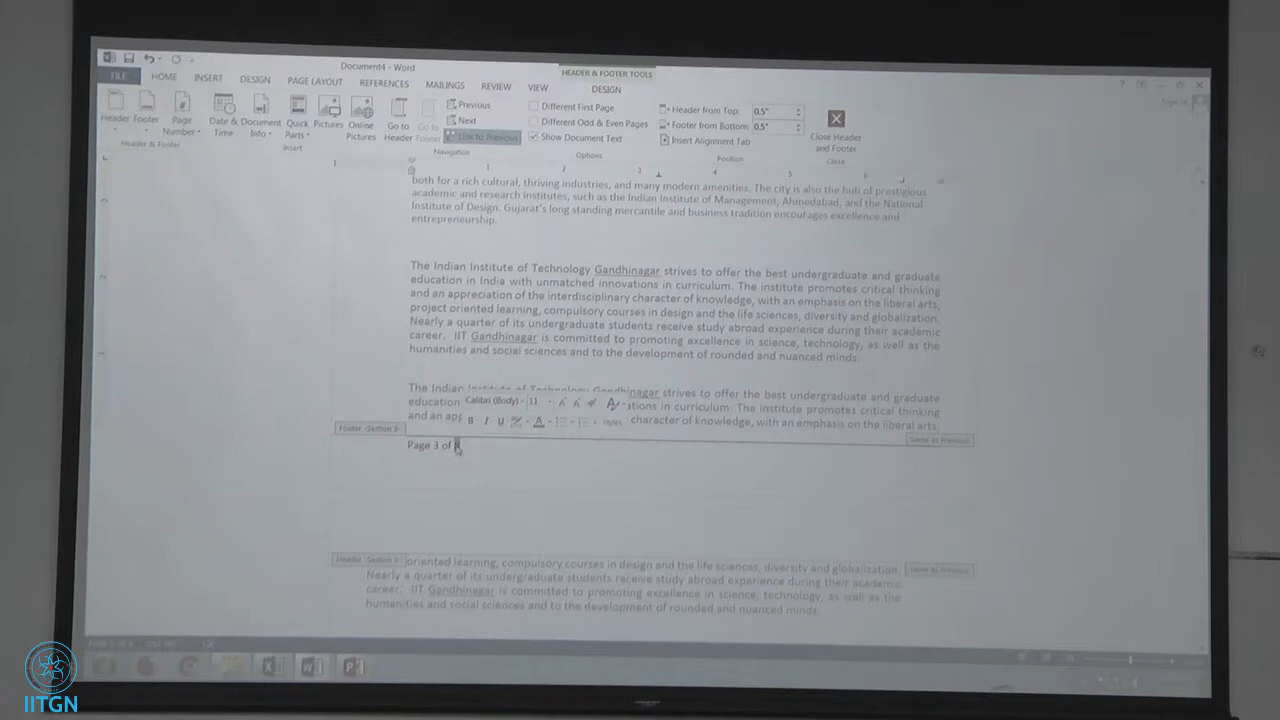 Document4 - Word
HEADER & FOOTER TOOLS
FILE HOME INSERT DESIGN PAGE LAYOUT REFERENCES MAILINGS REVIEW VIEW DESIGN
Sign in
Header Footer Page Number
Date & Time Document Info Quick Parts Pictures Online Pictures
Go to Header Go to Footer Previous Next Link to Previous
Different First Page
Different Odd & Even Pages
Show Document Text
Header from Top: 0.5"
Footer from Bottom: 0.5"
Insert Alignment Tab
Close Header and Footer
Header & Footer Insert Navigation Options Position Close
both for a rich cultural, thriving industries, and many modern amenities. The city is also the hub of prestigious
academic and research institutes, such as the Indian Institute of Management, Ahmedabad, and the National
Institute of Design. Gujarat's long standing mercantile and business tradition encourages excellence and
entrepreneurship.
The Indian Institute of Technology Gandhinagar strives to offer the best undergraduate and graduate
education in India with unmatched innovations in curriculum. The institute promotes critical thinking
and an appreciation of the interdisciplinary character of knowledge, with an emphasis on the liberal arts,
project oriented learning, compulsory courses in design and the life sciences, diversity and globalization.
Nearly a quarter of its undergraduate students receive study abroad experience during their academic
career. IIT Gandhinagar is committed to promoting excellence in science, technology, as well as the
humanities and social sciences and to the development of rounded and nuanced minds.
The Indian Institute of Technology Gandhinagar strives to offer the best undergraduate and graduate
education in curriculum. The institute promotes critical thinking
and an character of knowledge, with an emphasis on the liberal arts,
Calibri (Body) 11
B I U A Styles
Same as Previous
Page 3 of
oriented learning, compulsory courses in design and the life sciences, diversity and globalization.
Same as Previous
Nearly a quarter of its undergraduate students receive study abroad experience during their academic
career. IIT Gandhinagar is committed to promoting excellence in science, technology, as well as the
humanities and social sciences and to the development of rounded and nuanced minds.
IITGN